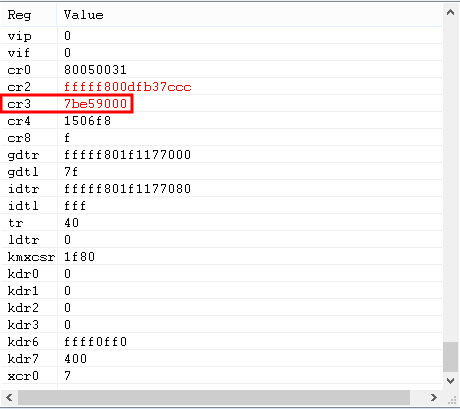 Reg Value
vip 0
vif 0
cr0 80050031
cr2 fffff800dfb37ccc
cr3 7be59000
cr4 1506f8
cr8 f
gdtr fffff801f1177000
gdtl 7f
idtr fffff801f1177080
idtl fff
tr 40
ldtr 0
kmxcsr 1f80
kdr0 0
kdr1 0
kdr2 0
kdr3 0
kdr6 ffff0ff0
kdr7 400
xcr0 7